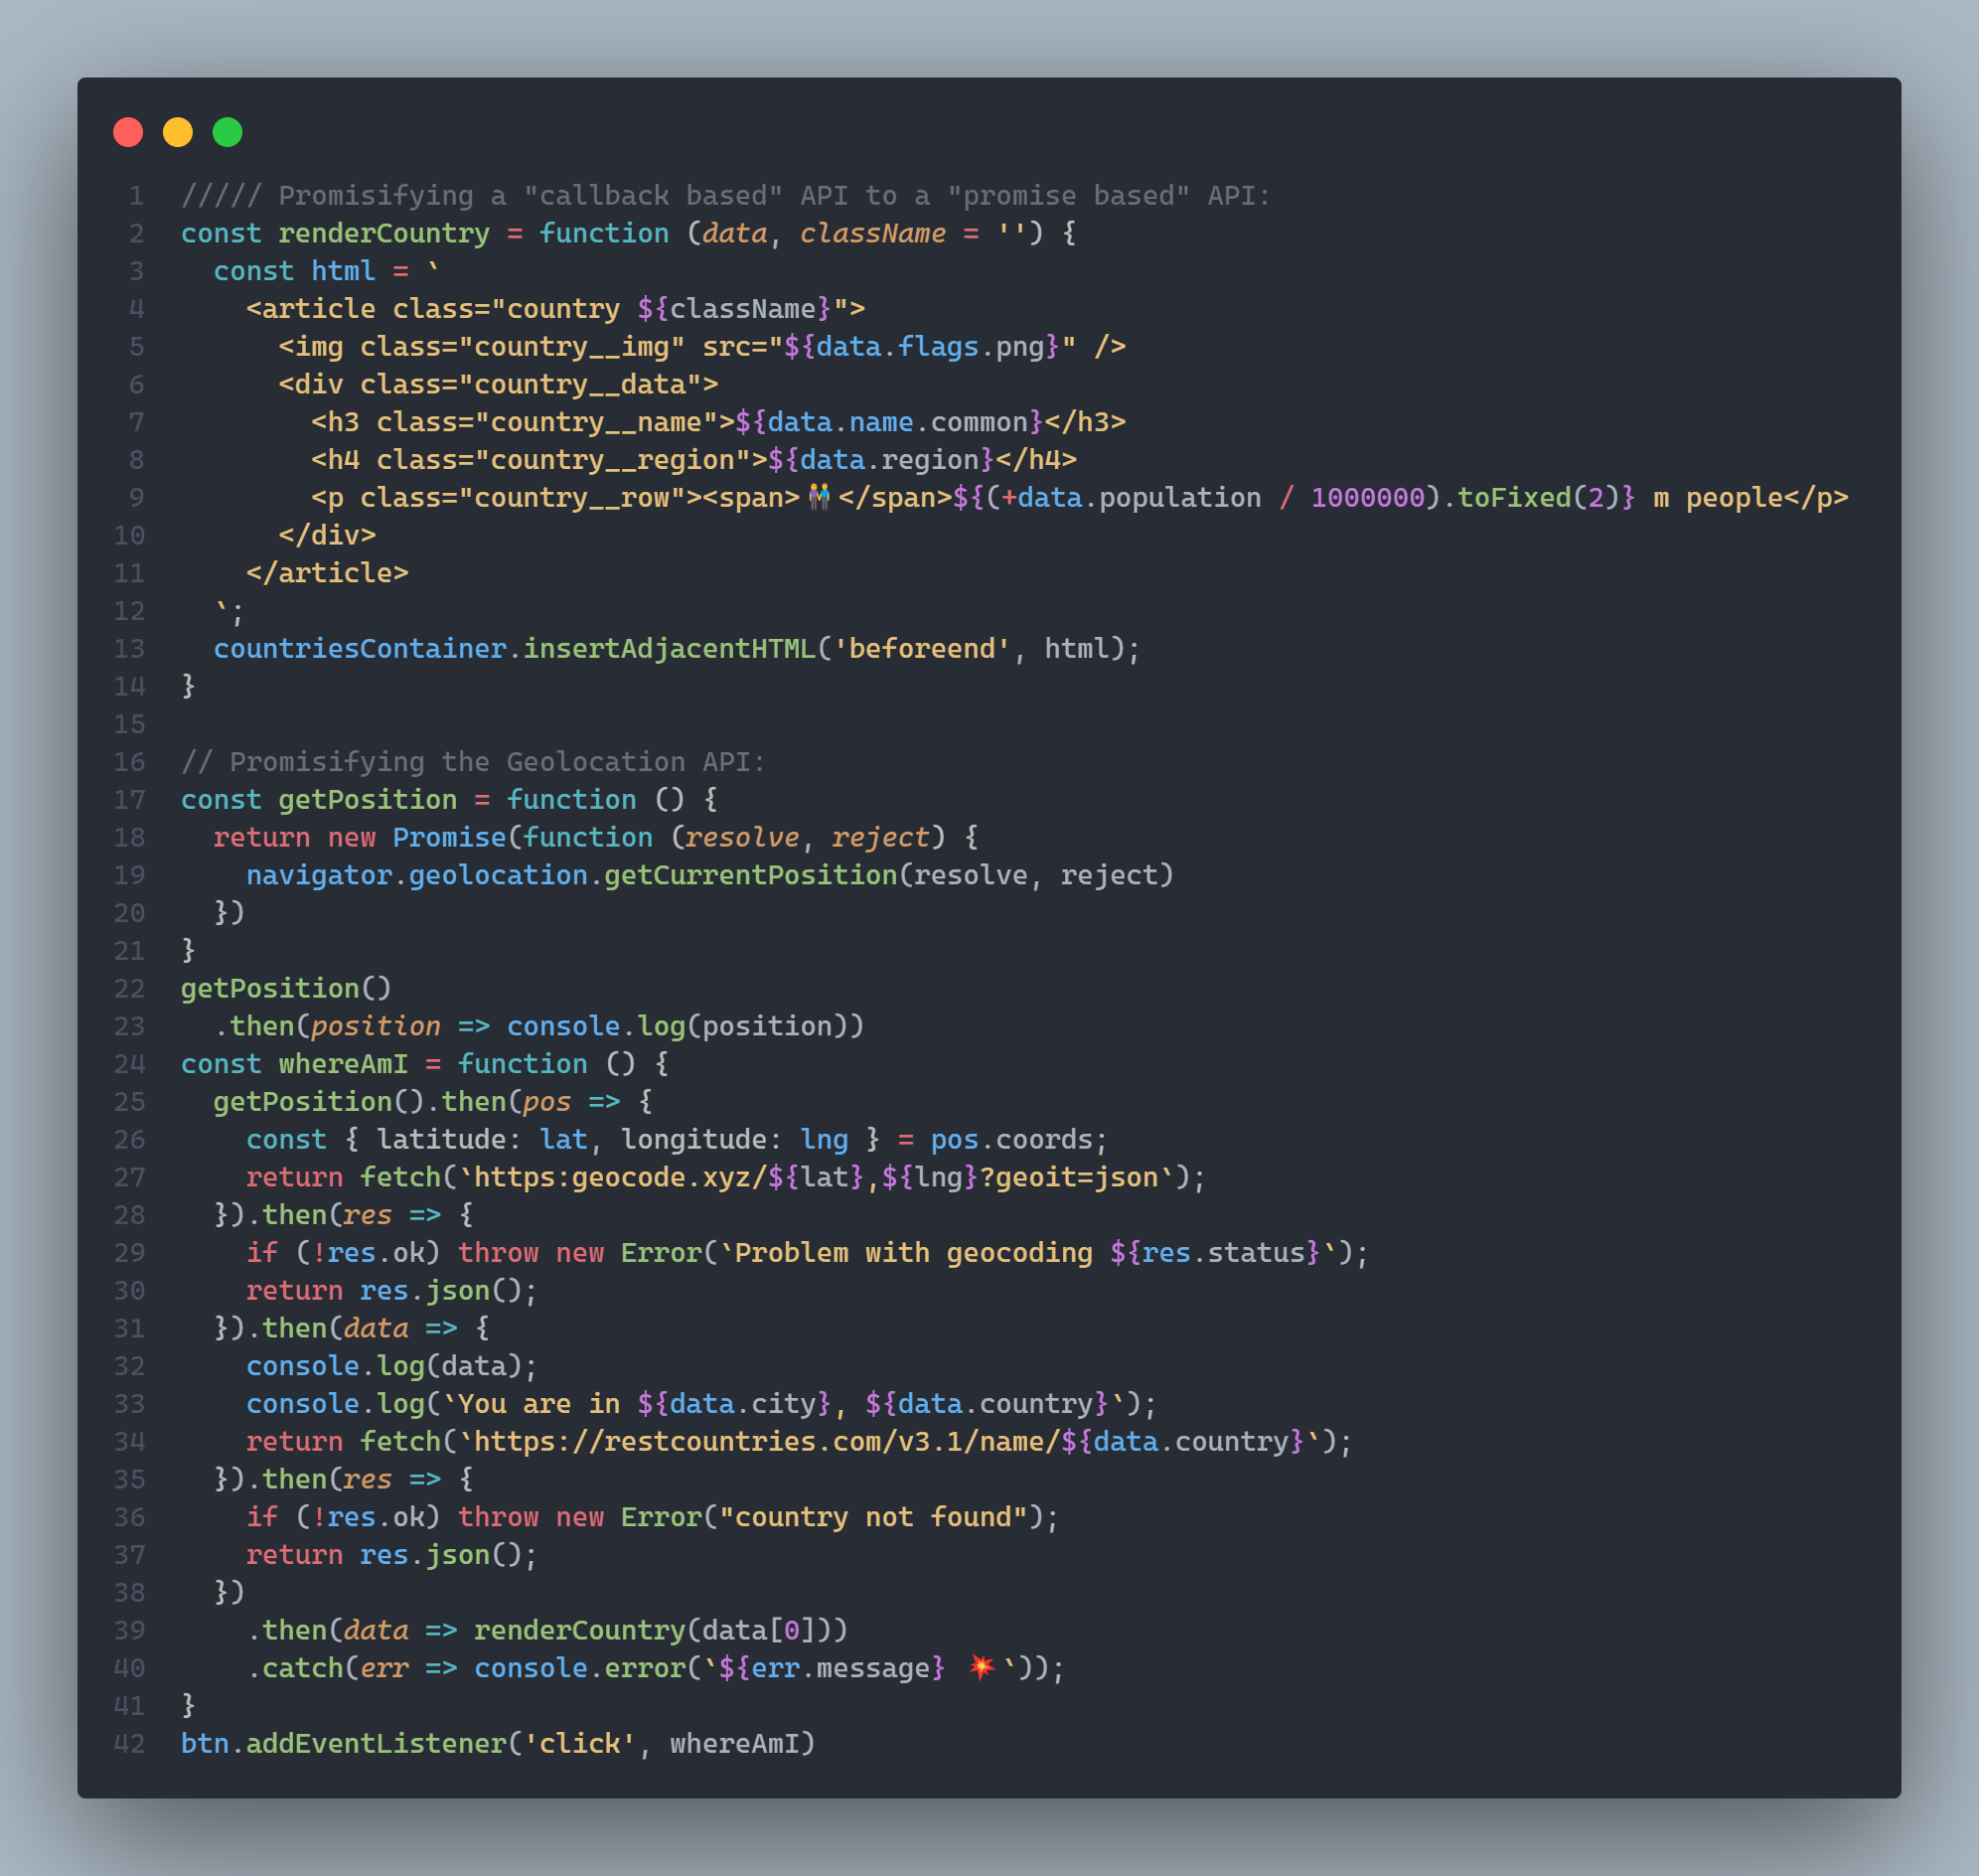 1 ///// Promisifying a "callback based" API to a "promise based" API:
2 const renderCountry = function (data, className = '') {
3   const html = `
4     <article class="country ${className}">
5       <img class="country__img" src="${data.flags.png}" />
6       <div class="country__data">
7         <h3 class="country__name">${data.name.common}</h3>
8         <h4 class="country__region">${data.region}</h4>
9         <p class="country__row"><span>👫</span>${(+data.population / 1000000).toFixed(2)} m people</p>
10       </div>
11     </article>
12   `;
13   countriesContainer.insertAdjacentHTML('beforeend', html);
14 }
15
16 // Promisifying the Geolocation API:
17 const getPosition = function () {
18   return new Promise(function (resolve, reject) {
19     navigator.geolocation.getCurrentPosition(resolve, reject)
20   })
21 }
22 getPosition()
23   .then(position => console.log(position))
24 const whereAmI = function () {
25   getPosition().then(pos => {
26     const { latitude: lat, longitude: lng } = pos.coords;
27     return fetch(`https:geocode.xyz/${lat},${lng}?geoit=json`);
28   }).then(res => {
29     if (!res.ok) throw new Error(`Problem with geocoding ${res.status}`);
30     return res.json();
31   }).then(data => {
32     console.log(data);
33     console.log(`You are in ${data.city}, ${data.country}`);
34     return fetch(`https://restcountries.com/v3.1/name/${data.country}`);
35   }).then(res => {
36     if (!res.ok) throw new Error("country not found");
37     return res.json();
38   })
39     .then(data => renderCountry(data[0]))
40     .catch(err => console.error(`${err.message} 💥`));
41 }
42 btn.addEventListener('click', whereAmI)